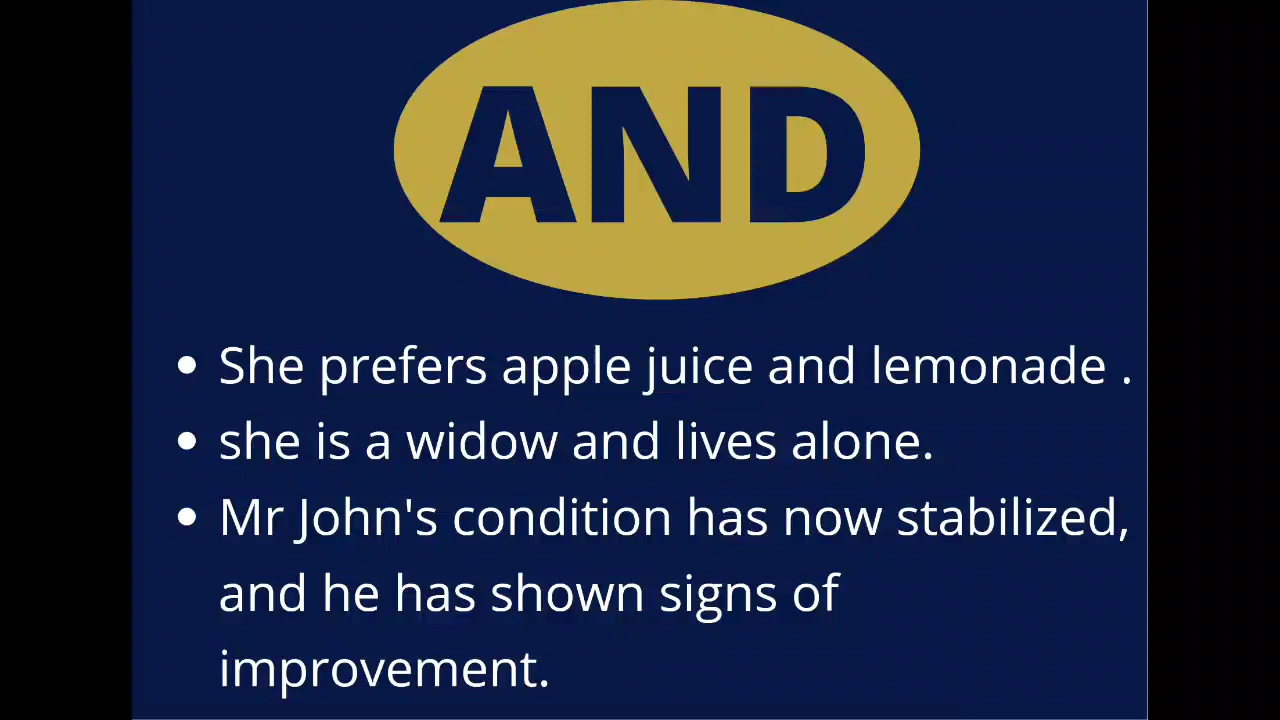 AND
• She prefers apple juice and lemonade .
• she is a widow and lives alone.
• Mr John's condition has now stabilized,
and he has shown signs of
improvement.